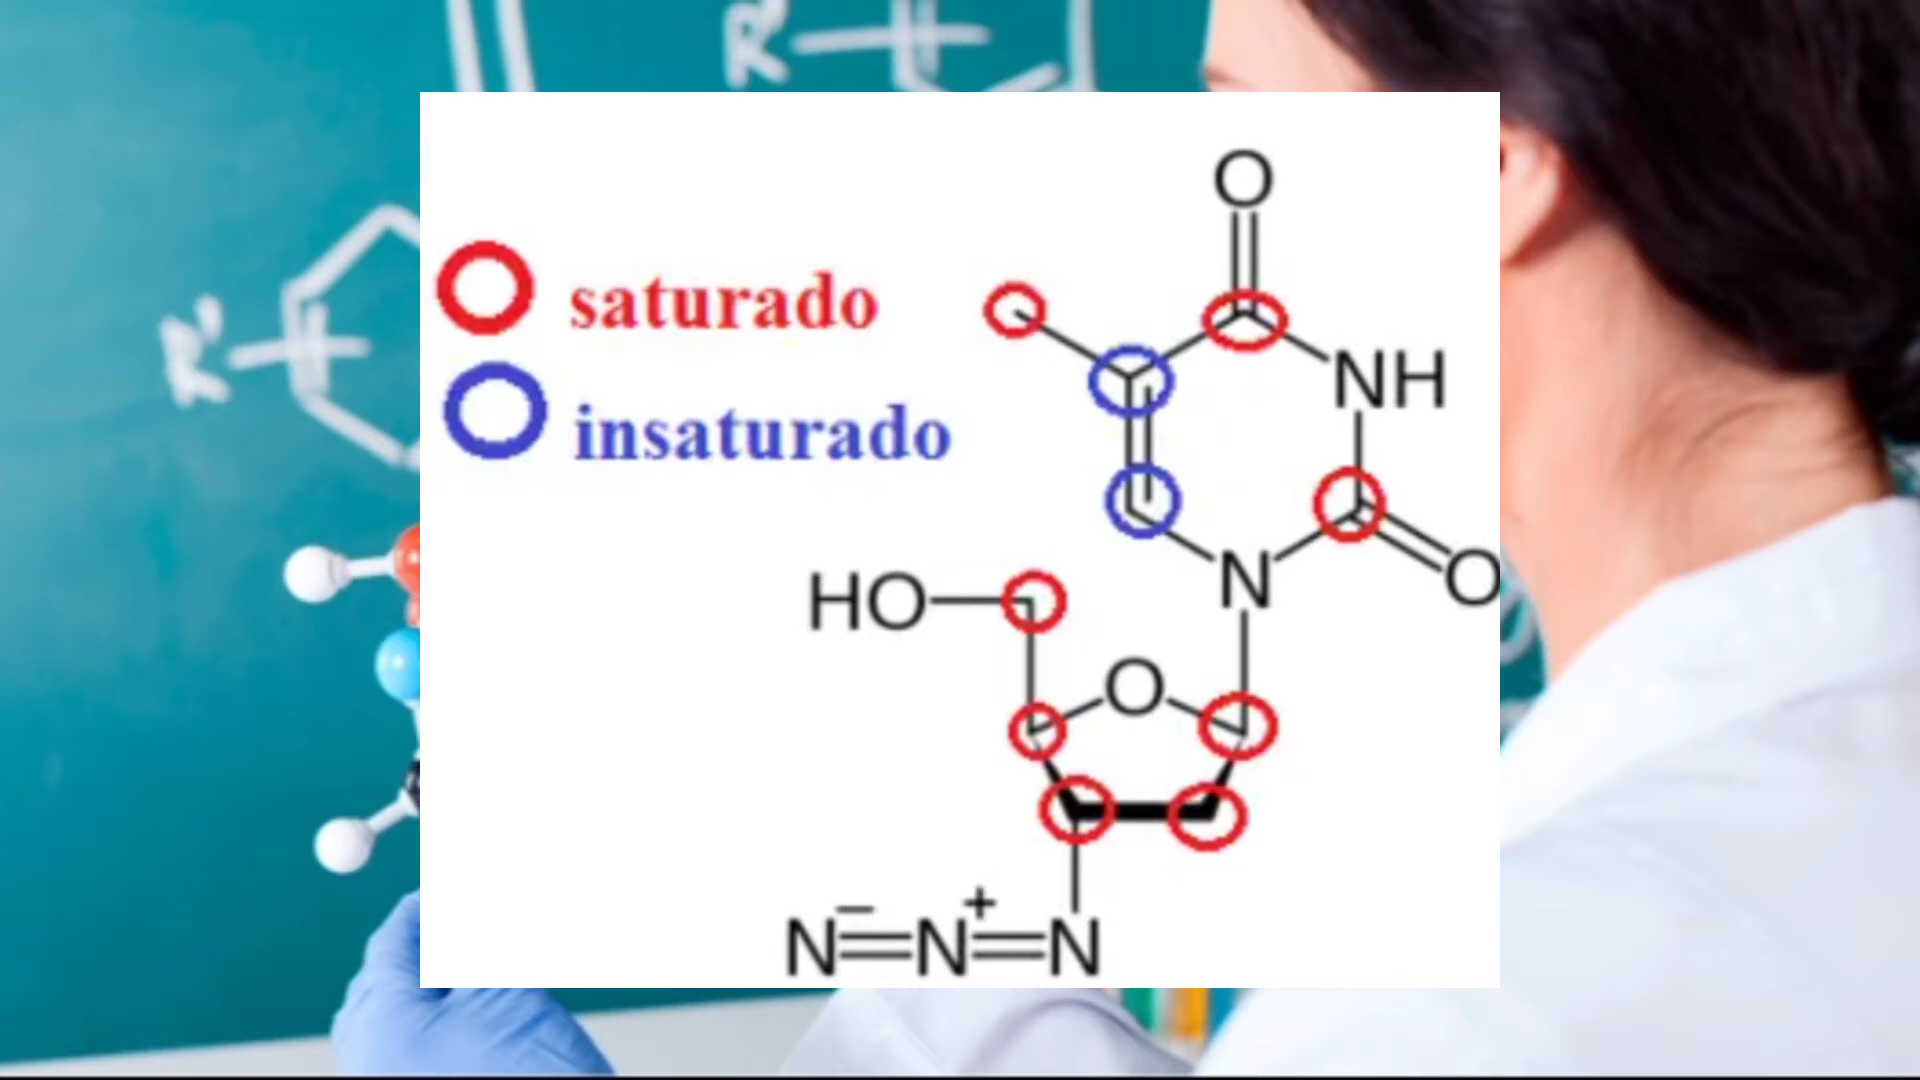 R
R'
saturado
insaturado
O
NH
N
O
HO
O
N=N=N
− +